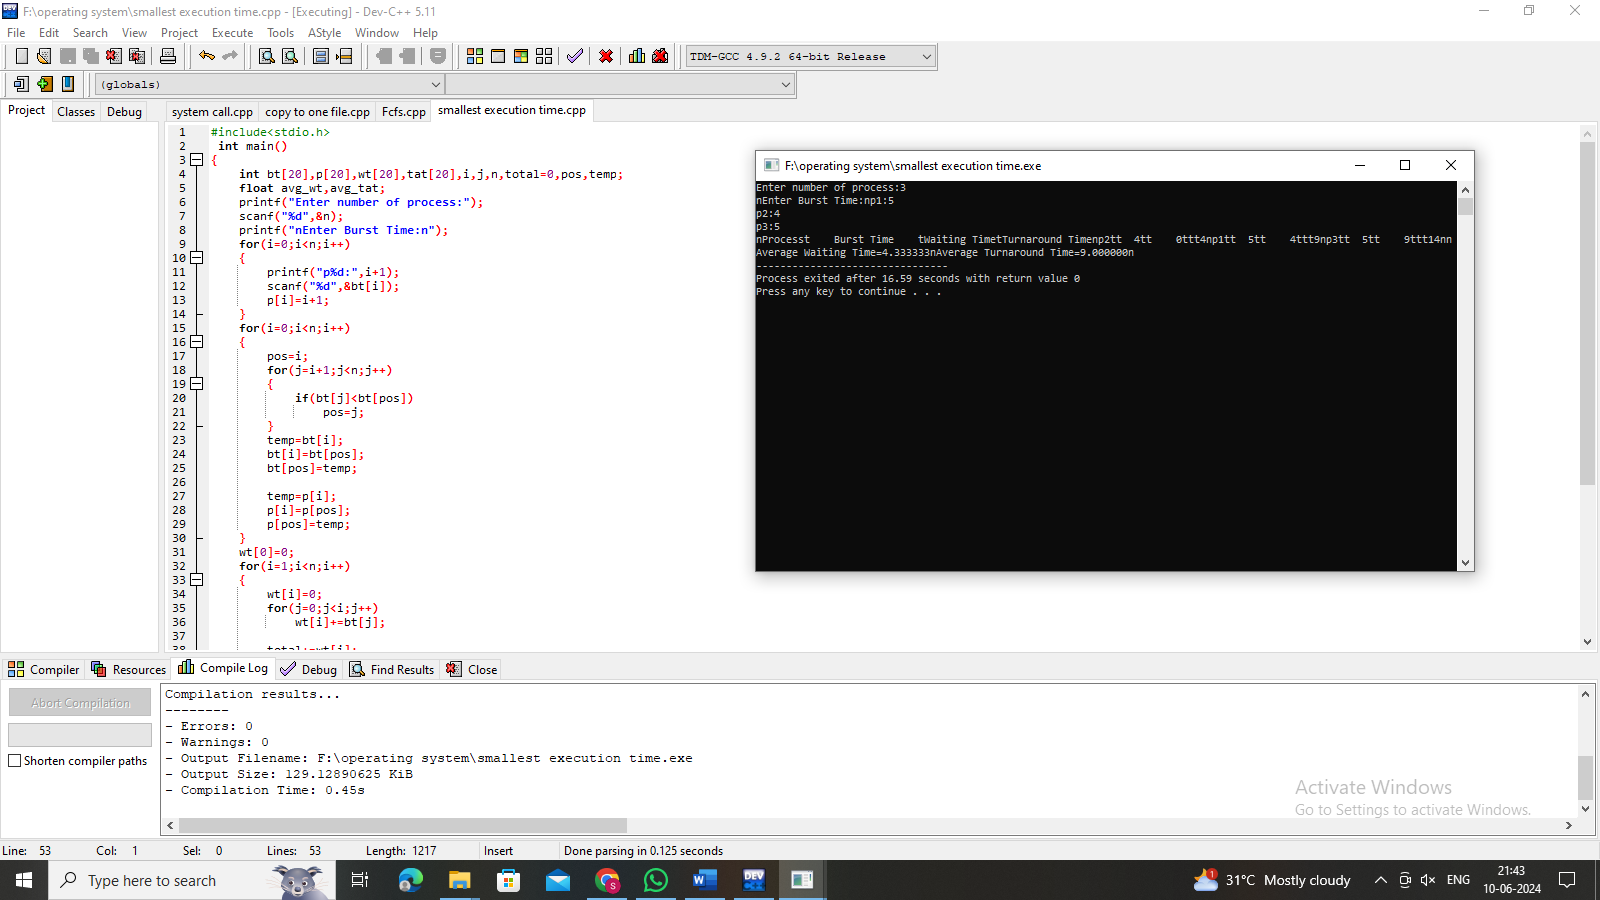 F:\operating system\smallest execution time.cpp - [Executing] - Dev-C++ 5.11
File Edit Search View Project Execute Tools AStyle Window Help
TDM-GCC 4.9.2 64-bit Release
(globals)
Project Classes Debug
system call.cpp copy to one file.cpp Fcfs.cpp smallest execution time.cpp
1 #include<stdio.h>
2 int main()
3 {
4 int bt[20],p[20],wt[20],tat[20],i,j,n,total=0,pos,temp;
5 float avg_wt,avg_tat;
6 printf("Enter number of process:");
7 scanf("%d",&n);
8 printf("nEnter Burst Time:n");
9 for(i=0;i<n;i++)
10 {
11 printf("p%d:",i+1);
12 scanf("%d",&bt[i]);
13 p[i]=i+1;
14 }
15 for(i=0;i<n;i++)
16 {
17 pos=i;
18 for(j=i+1;j<n;j++)
19 {
20 if(bt[j]<bt[pos])
21 pos=j;
22 }
23 temp=bt[i];
24 bt[i]=bt[pos];
25 bt[pos]=temp;
26
27 temp=p[i];
28 p[i]=p[pos];
29 p[pos]=temp;
30 }
31 wt[0]=0;
32 for(i=1;i<n;i++)
33 {
34 wt[i]=0;
35 for(j=0;j<i;j++)
36 wt[i]+=bt[j];
37
38 total+=wt[i];
F:\operating system\smallest execution time.exe
Enter number of process:3
nEnter Burst Time:np1:5
p2:4
p3:5
nProcesst    Burst Time    tWaiting TimetTurnaround Timenp2tt  4tt    0ttt4np1tt  5tt    4ttt9np3tt  5tt    9ttt14nn
Average Waiting Time=4.333333nAverage Turnaround Time=9.000000n
--------------------------------
Process exited after 16.59 seconds with return value 0
Press any key to continue . . .
Compiler Resources Compile Log Debug Find Results Close
Abort Compilation
Shorten compiler paths
Compilation results...
--------
- Errors: 0
- Warnings: 0
- Output Filename: F:\operating system\smallest execution time.exe
- Output Size: 129.12890625 KiB
- Compilation Time: 0.45s
Activate Windows
Go to Settings to activate Windows.
Line: 53 Col: 1 Sel: 0 Lines: 53 Length: 1217 Insert Done parsing in 0.125 seconds
Type here to search
1 31°C Mostly cloudy ENG
21:43
10-06-2024